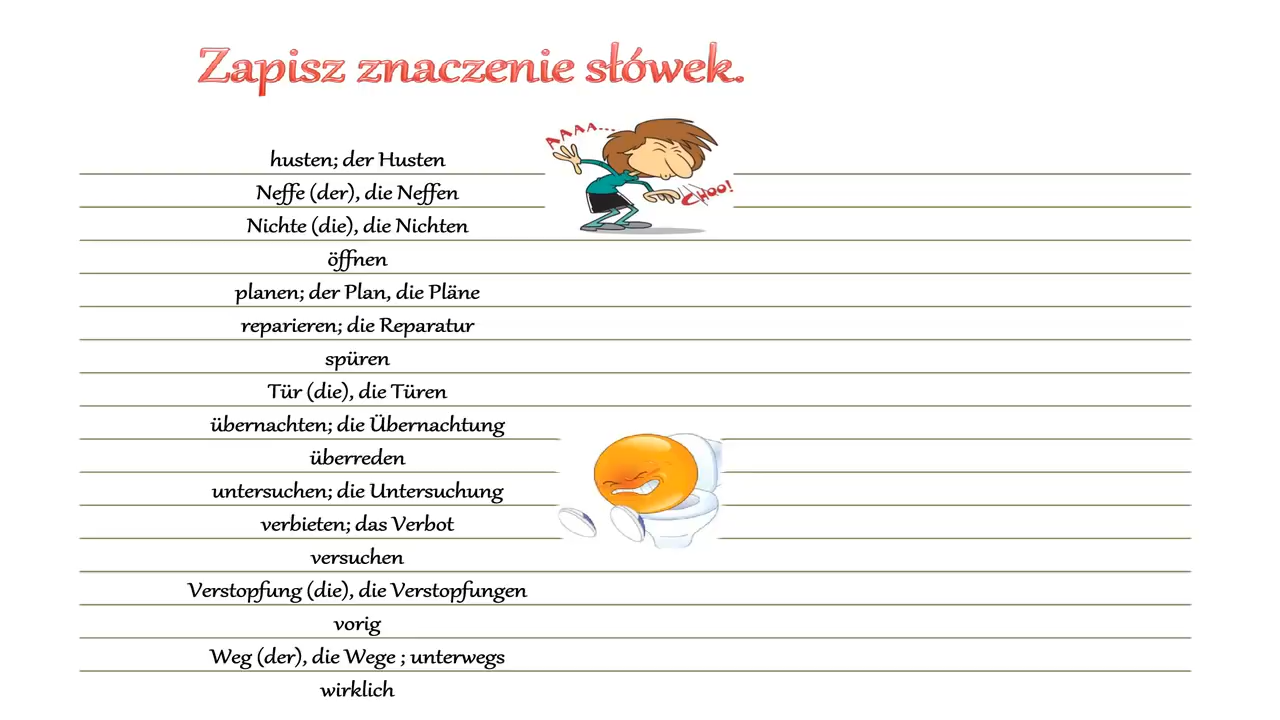 Zapisz znaczenie słówek.
AAAA...
CHOO!
husten; der Husten
Neffe (der), die Neffen
Nichte (die), die Nichten
öffnen
planen; der Plan, die Pläne
reparieren; die Reparatur
spüren
Tür (die), die Türen
übernachten; die Übernachtung
überreden
untersuchen; die Untersuchung
verbieten; das Verbot
versuchen
Verstopfung (die), die Verstopfungen
vorig
Weg (der), die Wege ; unterwegs
wirklich